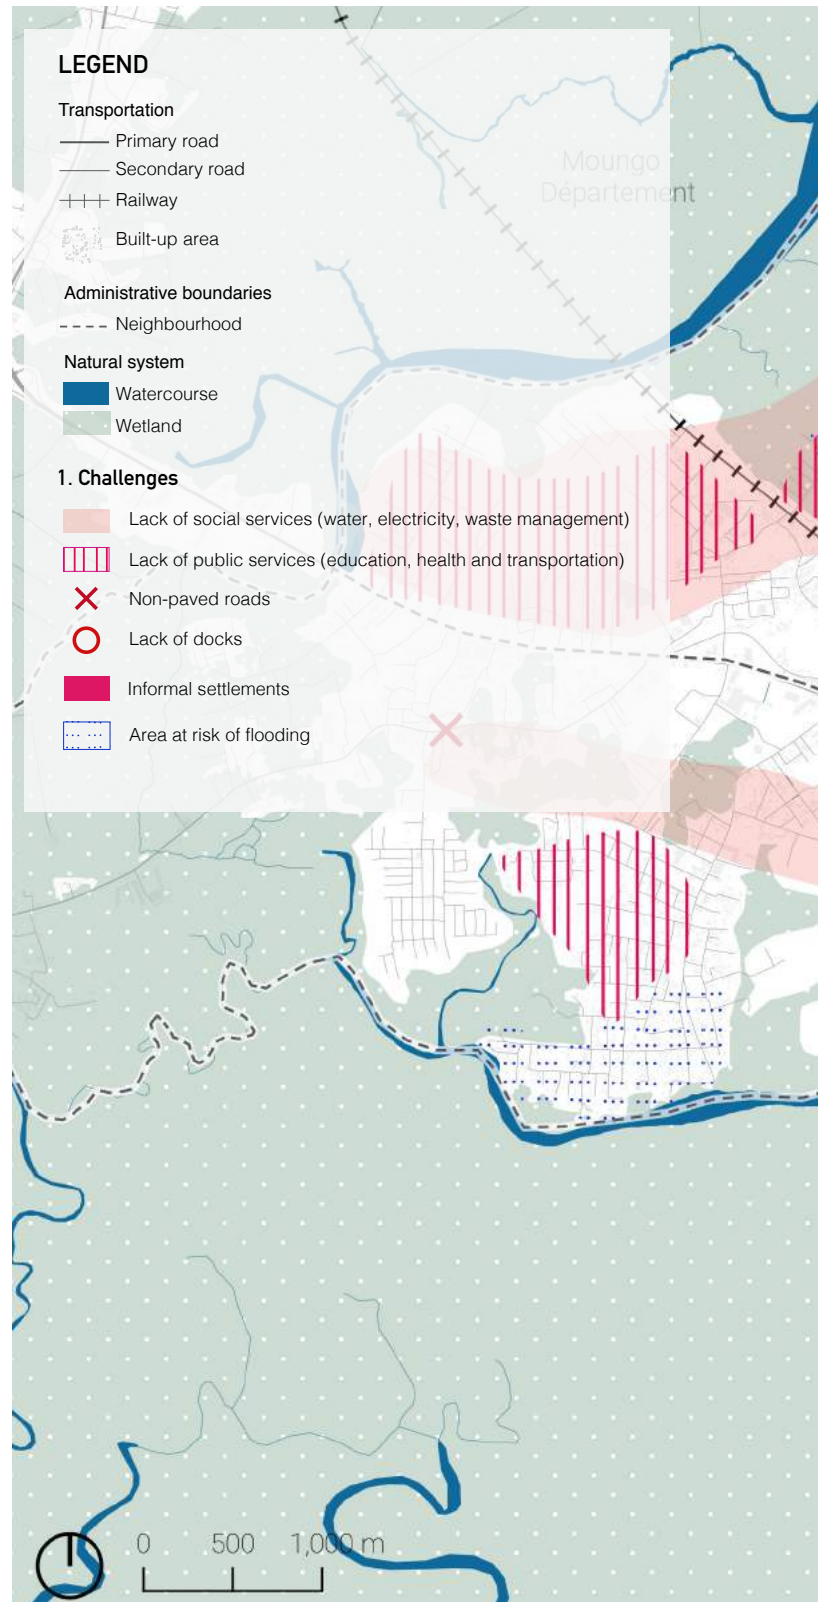 LEGEND
Transportation
Primary road
Secondary road
Railway
Built-up area
Administrative boundaries
Neighbourhood
Natural system
Watercourse
Wetland
1. Challenges
Lack of social services (water, electricity, waste management)
Lack of public services (education, health and transportation)
Non-paved roads
Lack of docks
Informal settlements
Area at risk of flooding
Moungo
Département
0 500 1,000 m